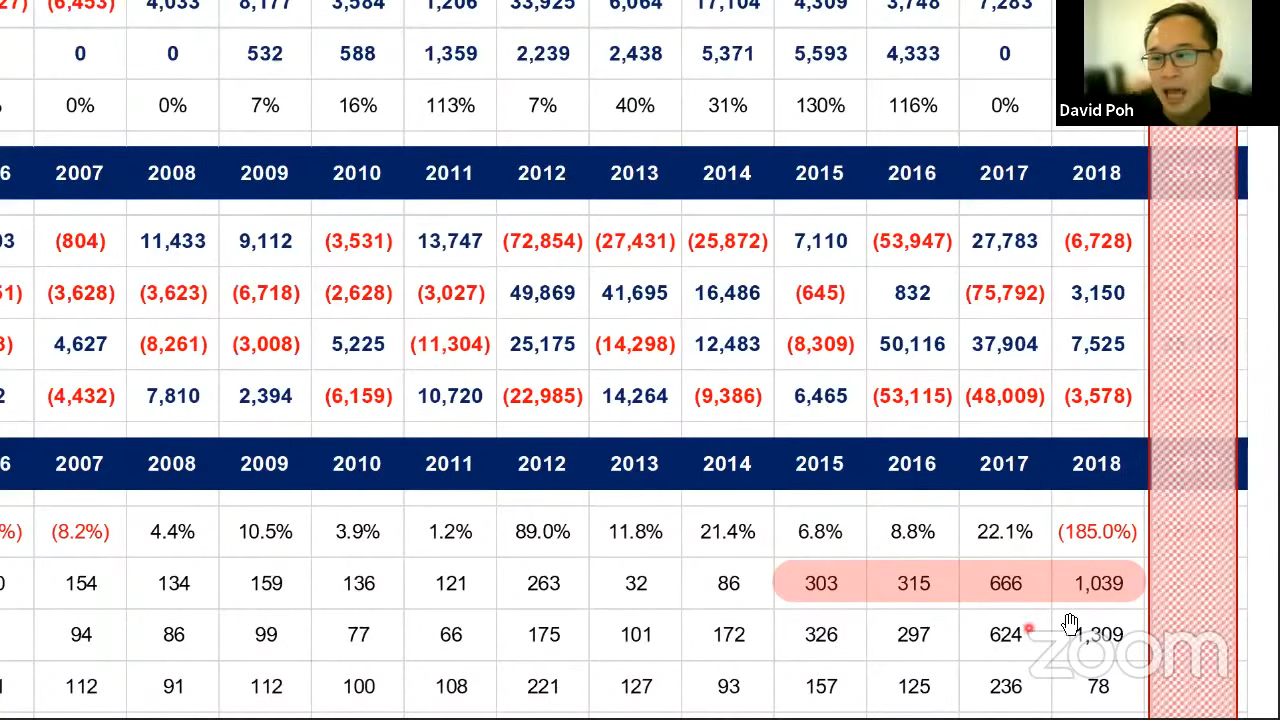 (6,453) 4,033 8,177 3,584 1,206 33,925 6,064 17,104 4,309 3,748 7,283
0 0 532 588 1,359 2,239 2,438 5,371 5,593 4,333 0
0% 0% 7% 16% 113% 7% 40% 31% 130% 116% 0%
David Poh
6 2007 2008 2009 2010 2011 2012 2013 2014 2015 2016 2017 2018
(804) 11,433 9,112 (3,531) 13,747 (72,854) (27,431) (25,872) 7,110 (53,947) 27,783 (6,728)
(3,628) (3,623) (6,718) (2,628) (3,027) 49,869 41,695 16,486 (645) 832 (75,792) 3,150
4,627 (8,261) (3,008) 5,225 (11,304) 25,175 (14,298) 12,483 (8,309) 50,116 37,904 7,525
2 (4,432) 7,810 2,394 (6,159) 10,720 (22,985) 14,264 (9,386) 6,465 (53,115) (48,009) (3,578)
6 2007 2008 2009 2010 2011 2012 2013 2014 2015 2016 2017 2018
%) (8.2%) 4.4% 10.5% 3.9% 1.2% 89.0% 11.8% 21.4% 6.8% 8.8% 22.1% (185.0%)
0 154 134 159 136 121 263 32 86 303 315 666 1,039
94 86 99 77 66 175 101 172 326 297 624 1,309
112 91 112 100 108 221 127 93 157 125 236 78
zoom